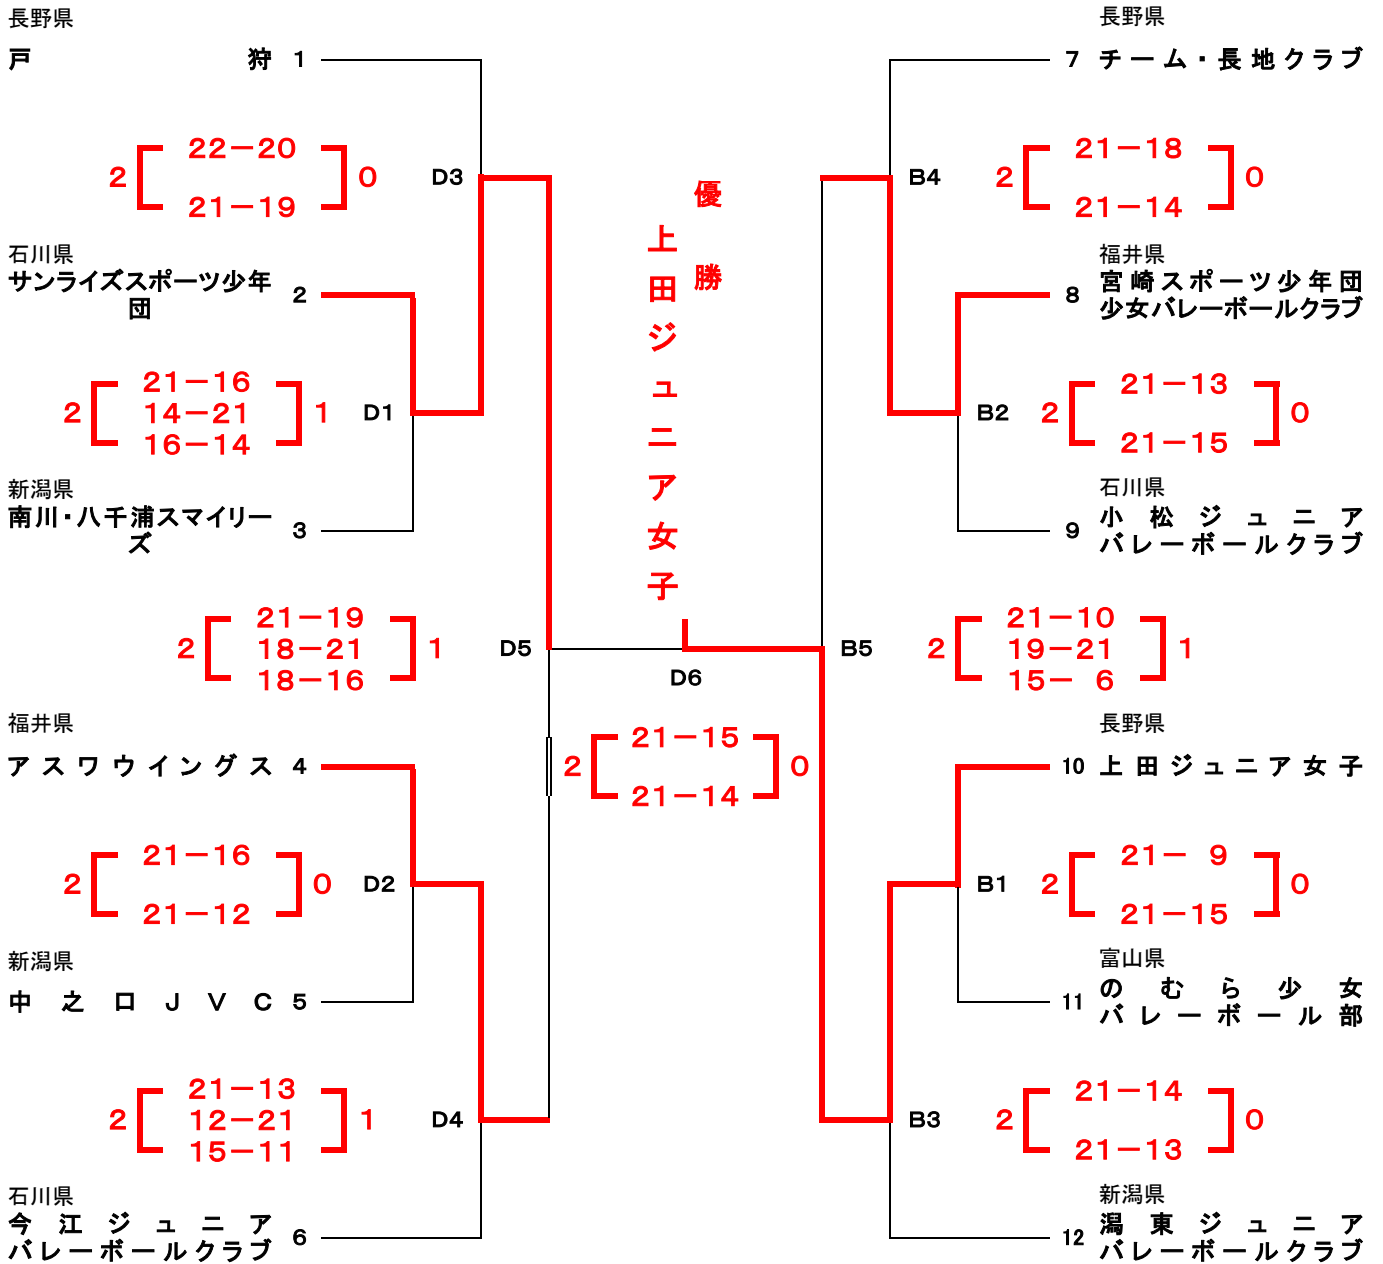 長野県
戸狩 1
2 22－20 0
21－19
D3
石川県
サンライズスポーツ少年 2
団
2 21－16 1
14－21
16－14
D1
新潟県
南川・八千浦スマイリー 3
ズ
2 21－19 1
18－21
18－16
D5
福井県
アスワウイングス 4
2 21－16 0
21－12
D2
新潟県
中之口ＪＶＣ 5
2 21－13 1
12－21
15－11
D4
石川県
今江ジュニア 6
バレーボールクラブ
優勝
上田ジュニア女子
D6
2 21－15 0
21－14
長野県
7 チーム・長地クラブ
B4
2 21－18 0
21－14
福井県
8 宮崎スポーツ少年団
少女バレーボールクラブ
B2
2 21－13 0
21－15
石川県
9 小松ジュニア
バレーボールクラブ
B5
2 21－10 1
19－21
15－ 6
長野県
10 上田ジュニア女子
B1
2 21－ 9 0
21－15
富山県
11 のむら少女
バレーボール部
B3
2 21－14 0
21－13
新潟県
12 潟東ジュニア
バレーボールクラブ